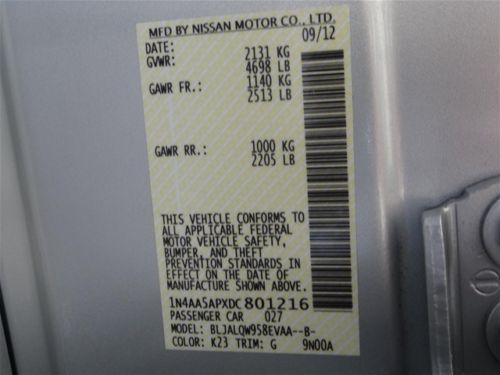 MFD BY NISSAN MOTOR CO., LTD.
DATE: 09/12
GVWR: 2131 KG
4698 LB
GAWR FR.: 1140 KG
2513 LB
GAWR RR.: 1000 KG
2205 LB
THIS VEHICLE CONFORMS TO
ALL APPLICABLE FEDERAL
MOTOR VEHICLE SAFETY,
BUMPER, AND THEFT
PREVENTION STANDARDS IN
EFFECT ON THE DATE OF
MANUFACTURE SHOWN ABOVE.
1N4AA5APXDC801216
PASSENGER CAR 027
MODEL: BLJALQW958EVAA--B-
COLOR: K23 TRIM: G 9N00A